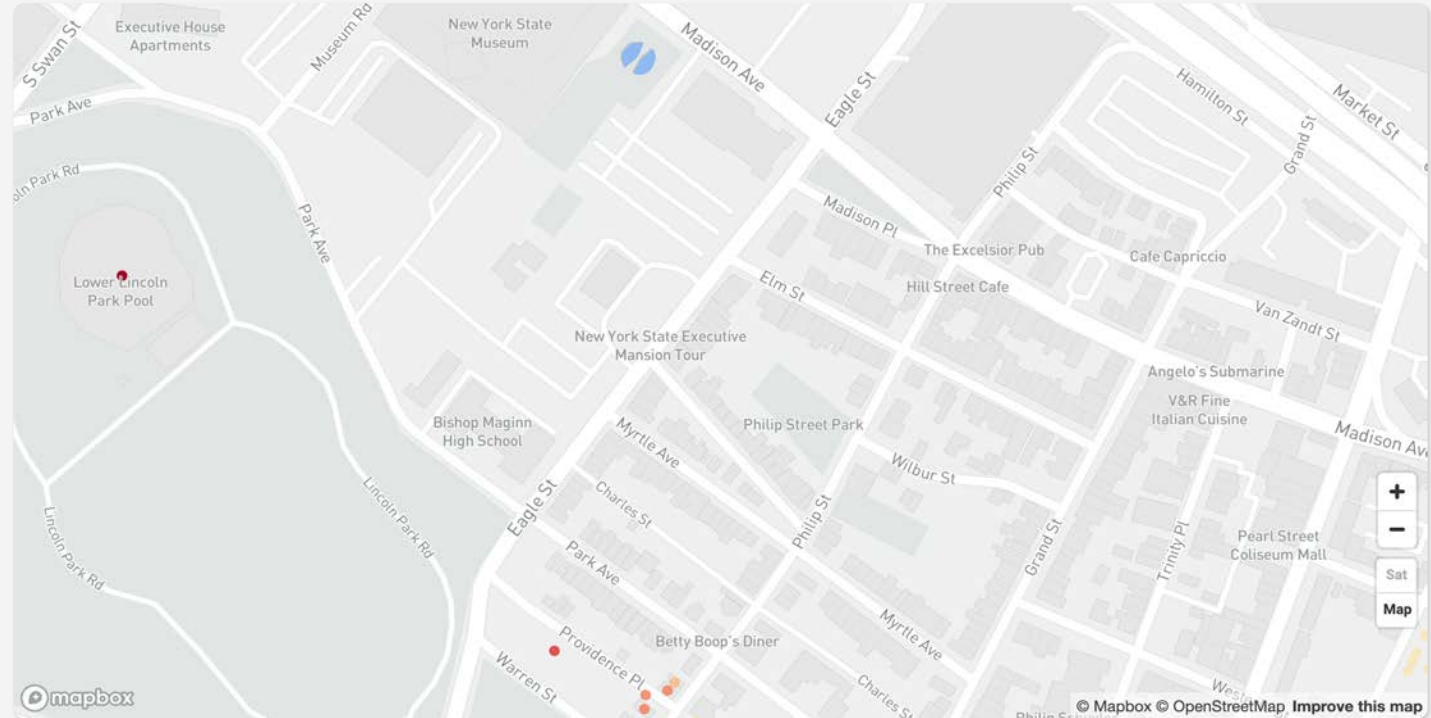 Executive House
Apartments
Museum Rd
New York State
Museum
Madison Ave
S Swan St
Park Ave
Eagle St
Hamilton St
Market St
Grand St
Philip St
Park Rd
Park Ave
Madison Pl
The Excelsior Pub
Cafe Capriccio
Lower Lincoln
Park Pool
Elm St
Hill Street Cafe
Van Zandt St
New York State Executive
Mansion Tour
Angelo's Submarine
V&R Fine
Italian Cuisine
Bishop Maginn
High School
Philip Street Park
Madison Ave
Myrtle Ave
Wilbur St
Lincoln Park Rd
Eagle St
Charles St
Philip St
Lincoln Park Rd
Park Ave
Grand St
Trinity Pl
Pearl Street
Coliseum Mall
+
−
Sat
Map
Providence Pl
Betty Boop's Diner
Myrtle Ave
Warren St
Charles St
mapbox
© Mapbox © OpenStreetMap Improve this map